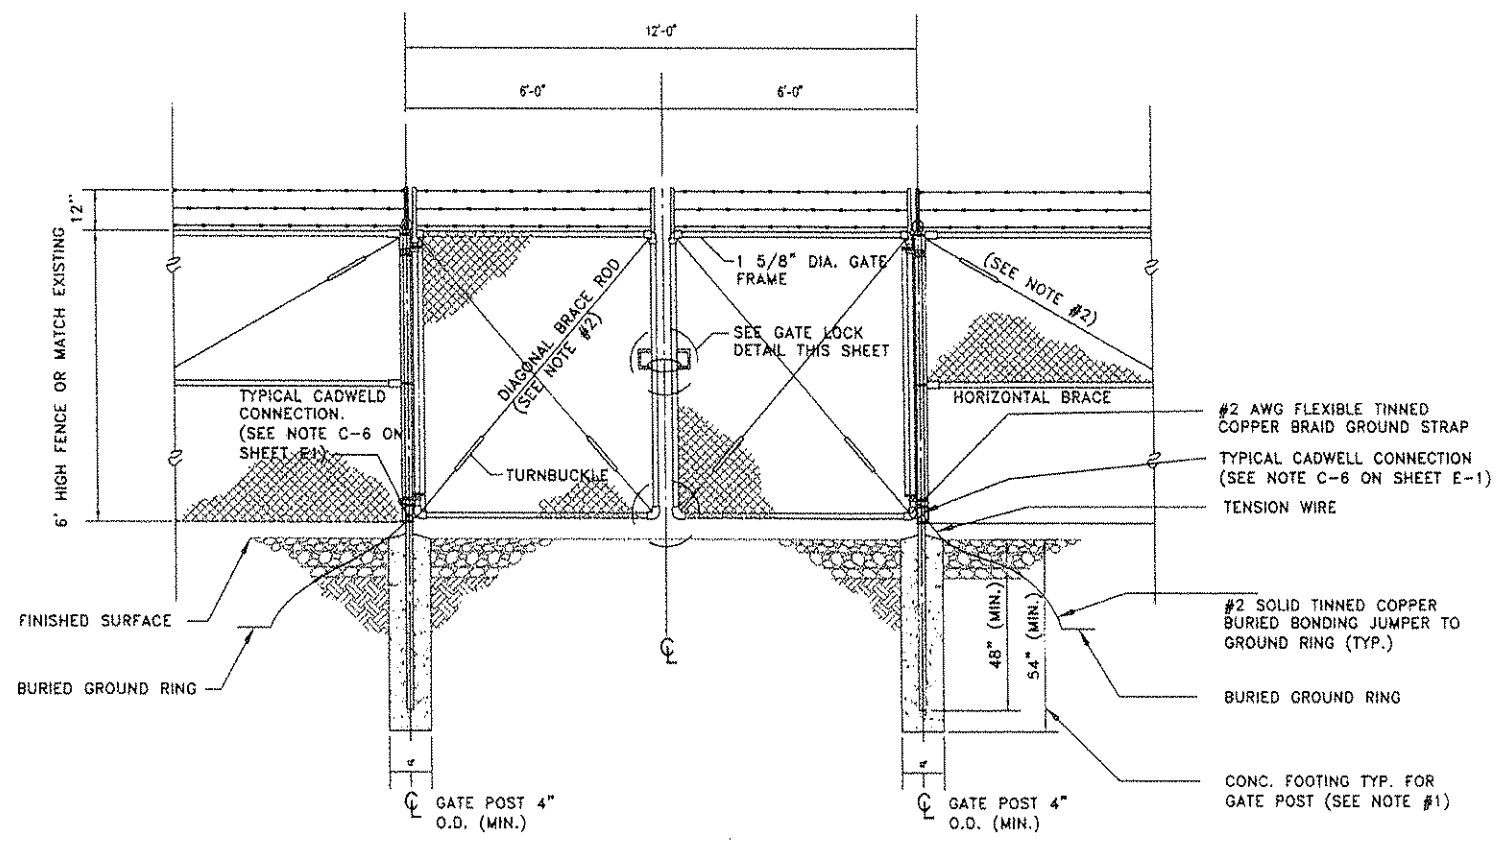 12'-0"
6'-0"
6'-0"
12"
6' HIGH FENCE OR MATCH EXISTING
1 5/8" DIA. GATE
FRAME
DIAGONAL BRACE ROD
(SEE NOTE #2)
SEE GATE LOCK
DETAIL THIS SHEET
(SEE NOTE #2)
TYPICAL CADWELD
CONNECTION.
(SEE NOTE C-6 ON
SHEET E1)
TURNBUCKLE
HORIZONTAL BRACE
#2 AWG FLEXIBLE TINNED
COPPER BRAID GROUND STRAP
TYPICAL CADWELL CONNECTION
(SEE NOTE C-6 ON SHEET E-1)
TENSION WIRE
FINISHED SURFACE
BURIED GROUND RING
48" (MIN.)
54" (MIN.)
#2 SOLID TINNED COPPER
BURIED BONDING JUMPER TO
GROUND RING (TYP.)
BURIED GROUND RING
CONC. FOOTING TYP. FOR
GATE POST (SEE NOTE #1)
GATE POST 4"
O.D. (MIN.)
GATE POST 4"
O.D. (MIN.)